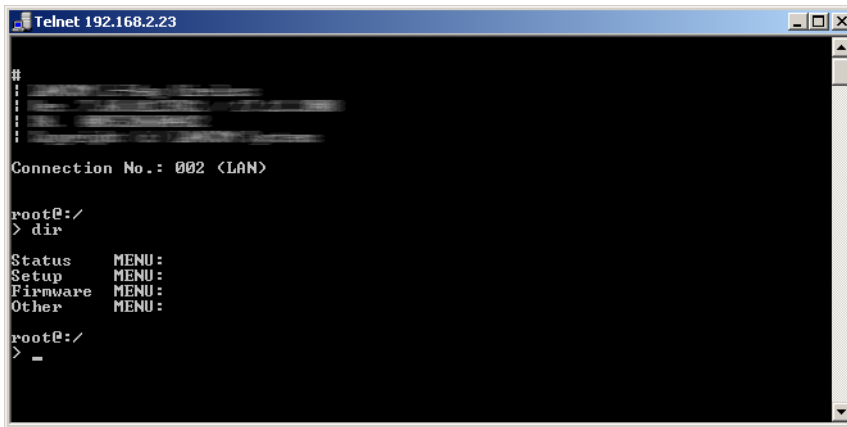 Telnet 192.168.2.23
#
|
|
|
|
Connection No.: 002 (LAN)
root@:/
> dir
Status MENU:
Setup MENU:
Firmware MENU:
Other MENU:
root@:/
> _